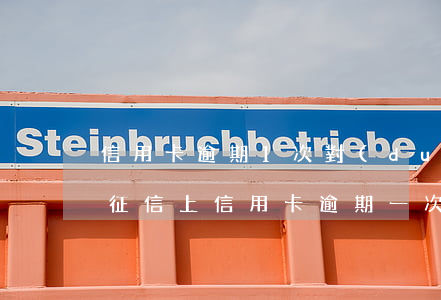 Steinbruchbetriebe
信用卡逾期1次對(du
征信上信用卡逾期一次